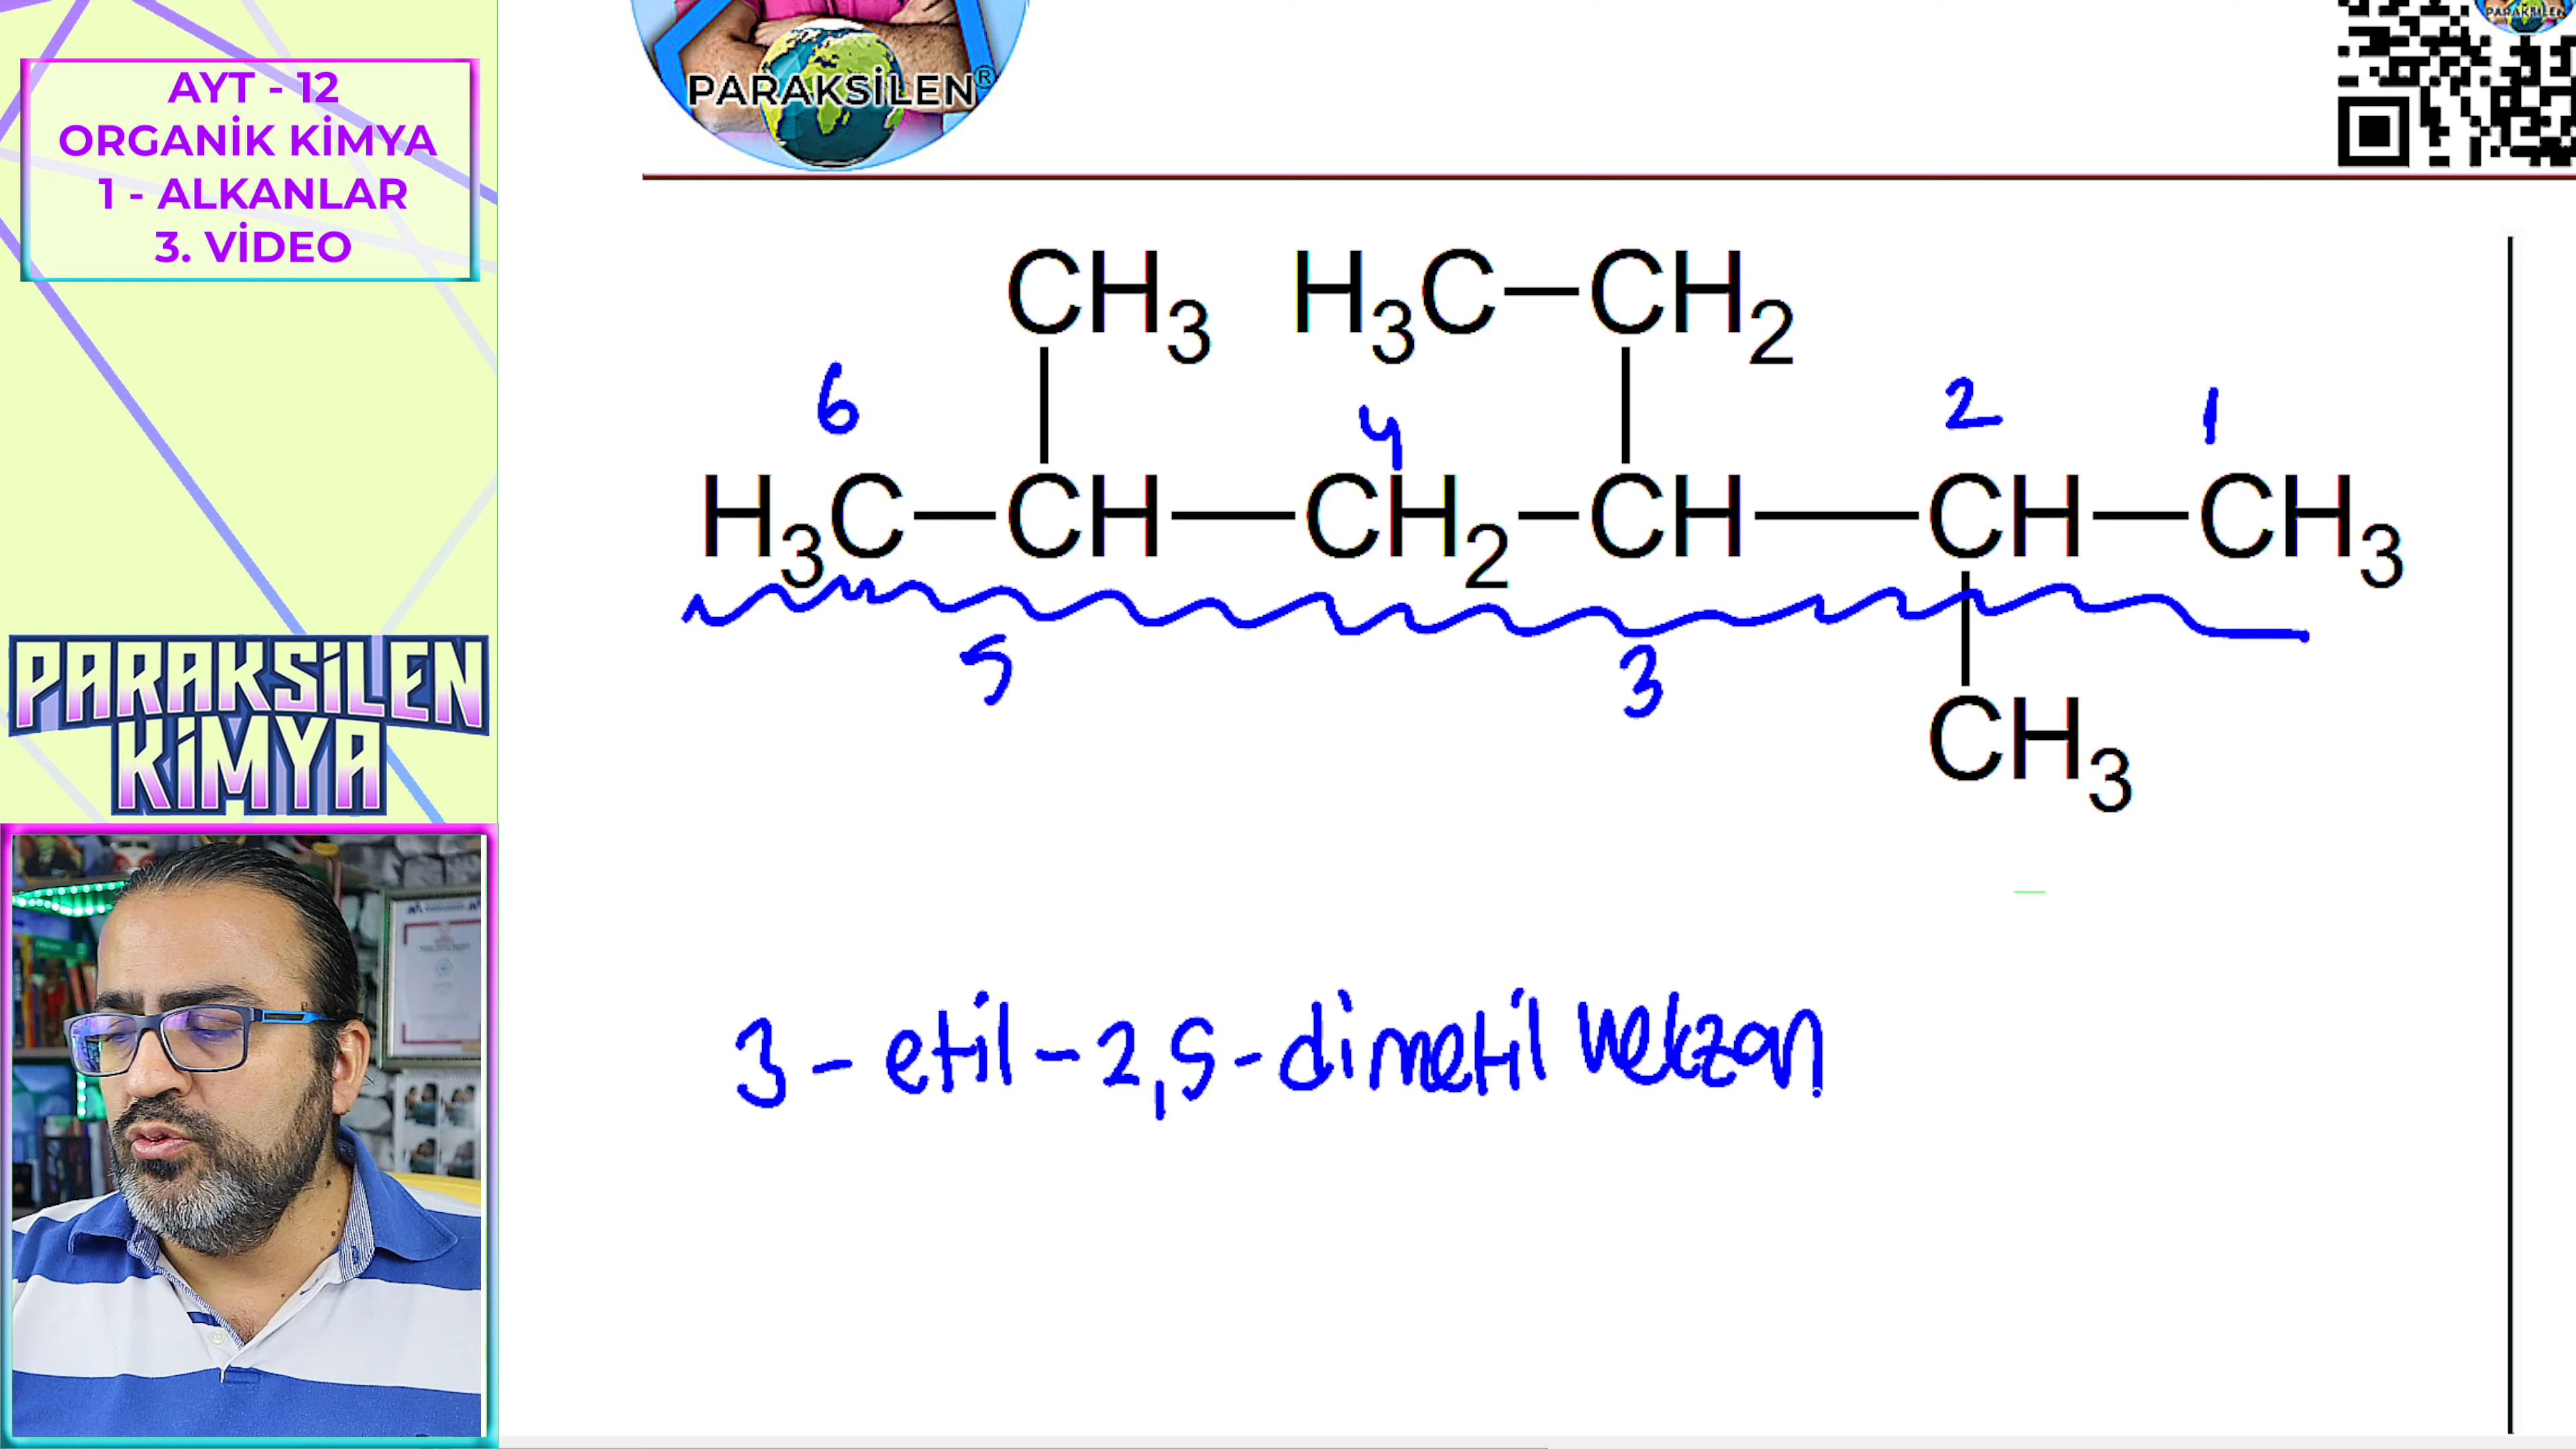 AYT - 12
ORGANİK KİMYA
1 - ALKANLAR
3. VİDEO
PARAKSİLEN
KİMYA
PARAKSİLEN®
PARAKSİLEN
CH3 H3C—CH2
6 4 2 1
H3C—CH—CH2—CH—CH—CH3
5 3
CH3
3 - etil - 2,5 - dimetil hekzan